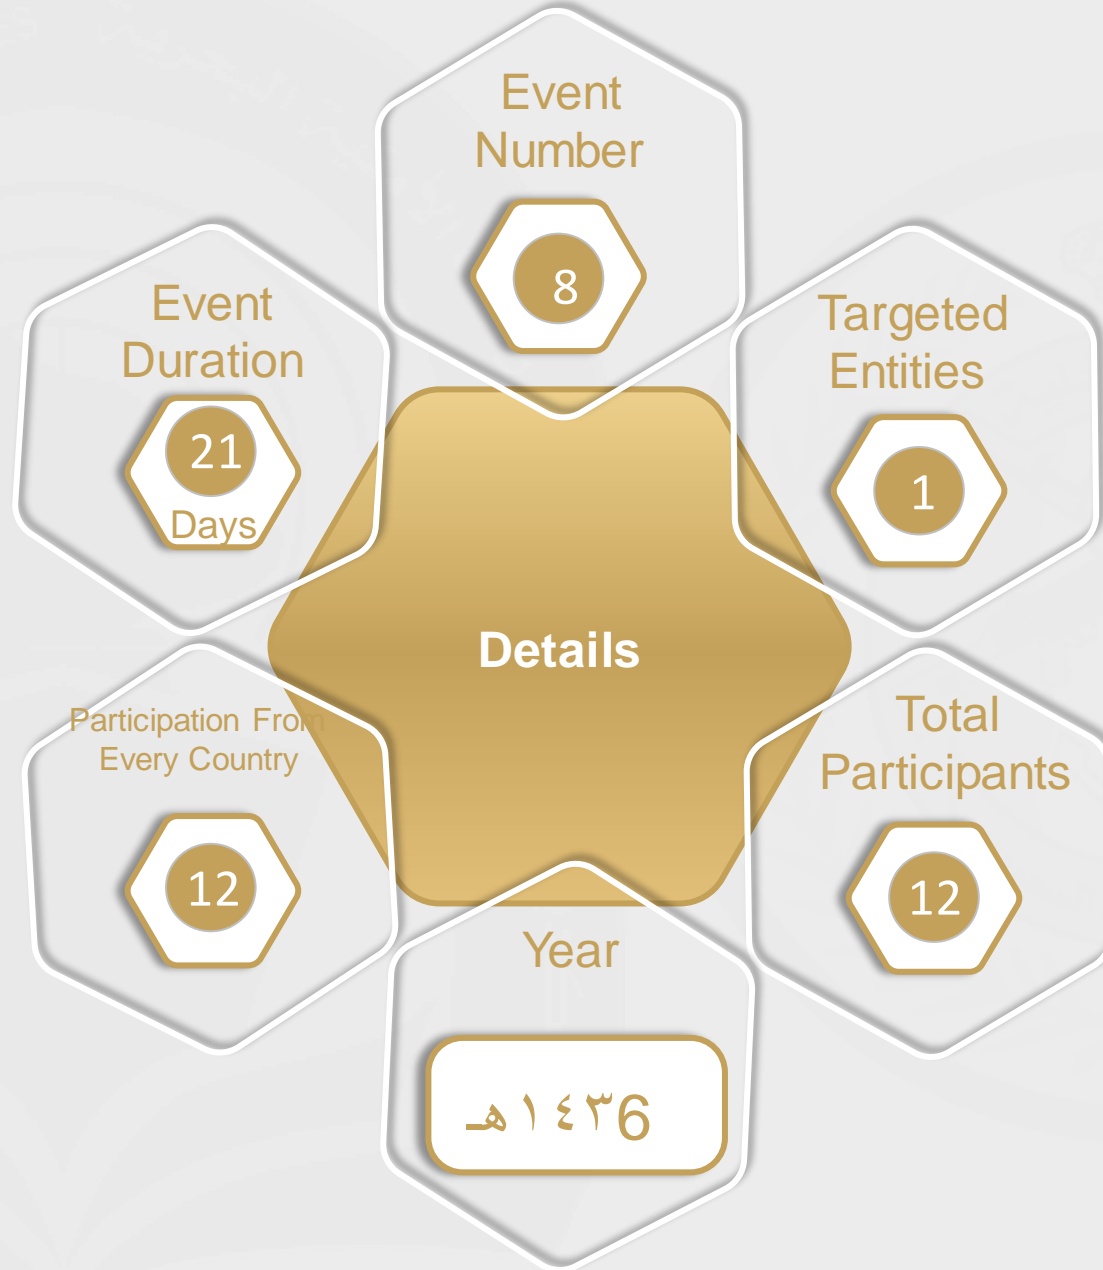 Event
Number
8
Event
Duration
21
Days
Targeted
Entities
1
Details
Participation From
Every Country
12
Total
Participants
12
Year
١٤٣6هـ